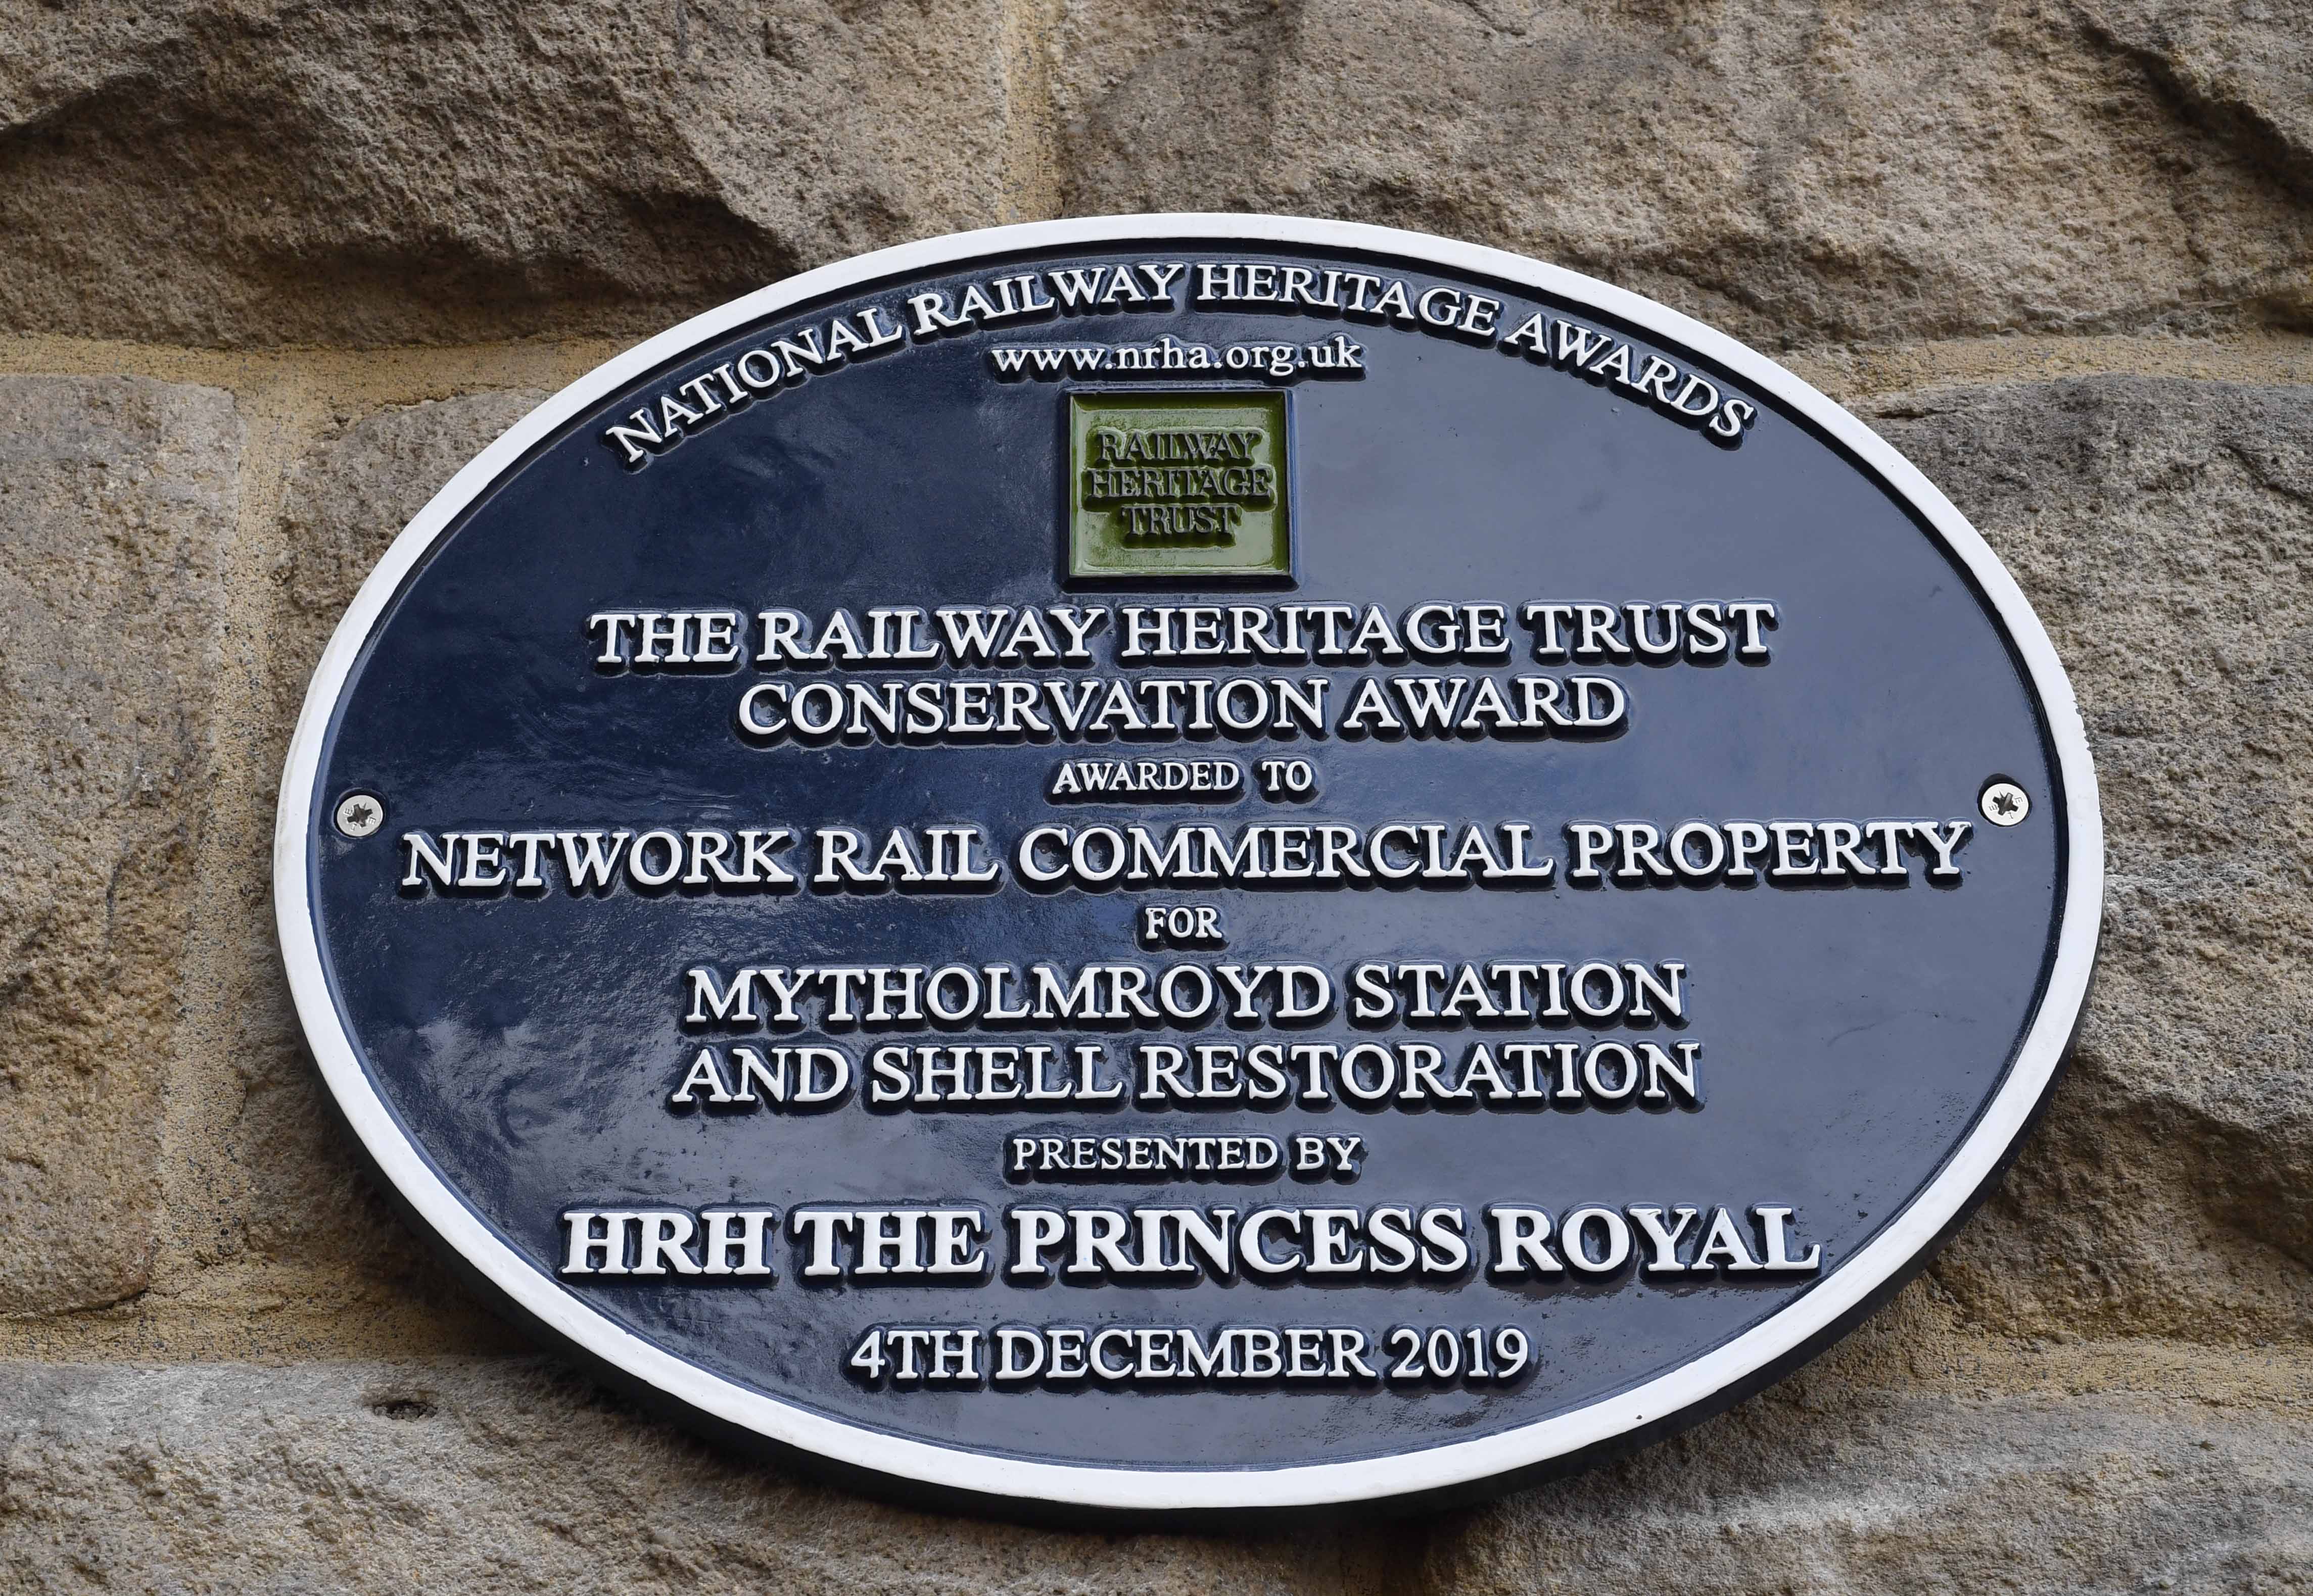 NATIONAL RAILWAY HERITAGE AWARDS
www.nrha.org.uk
RAILWAY
HERITAGE
TRUST
THE RAILWAY HERITAGE TRUST
CONSERVATION AWARD
AWARDED TO
NETWORK RAIL COMMERCIAL PROPERTY
FOR
MYTHOLMROYD STATION
AND SHELL RESTORATION
PRESENTED BY
HRH THE PRINCESS ROYAL
4TH DECEMBER 2019